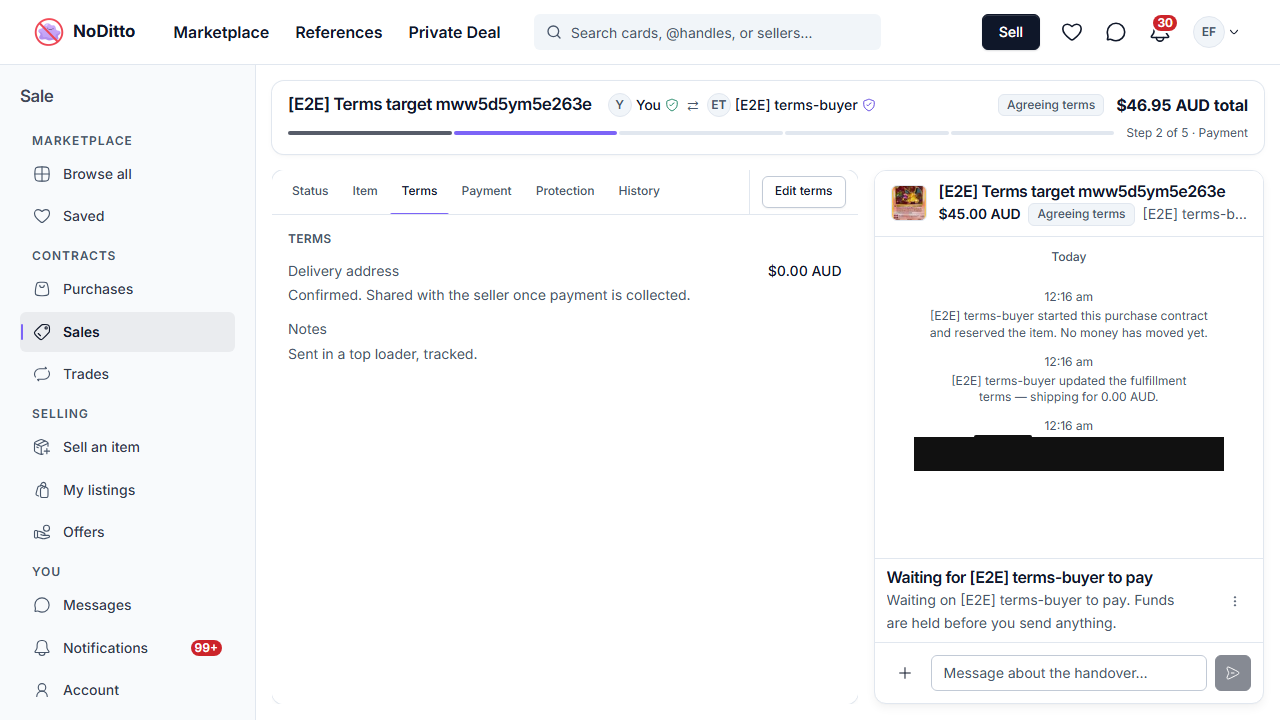 NoDitto
Marketplace
References
Private Deal
Search cards, @handles, or sellers...
Sell
30
EF
Sale
MARKETPLACE
Browse all
Saved
CONTRACTS
Purchases
Sales
Trades
SELLING
Sell an item
My listings
Offers
YOU
Messages
Notifications
99+
Account
[E2E] Terms target mww5d5ym5e263e
Y You
ET [E2E] terms-buyer
Agreeing terms
$46.95 AUD total
Step 2 of 5 · Payment
Status
Item
Terms
Payment
Protection
History
Edit terms
TERMS
Delivery address
$0.00 AUD
Confirmed. Shared with the seller once payment is collected.
Notes
Sent in a top loader, tracked.
[E2E] Terms target mww5d5ym5e263e
$45.00 AUD
Agreeing terms
[E2E] terms-b...
Today
12:16 am
[E2E] terms-buyer started this purchase contract
and reserved the item. No money has moved yet.
12:16 am
[E2E] terms-buyer updated the fulfillment
terms — shipping for 0.00 AUD.
12:16 am
Waiting for [E2E] terms-buyer to pay
Waiting on [E2E] terms-buyer to pay. Funds
are held before you send anything.
Message about the handover...